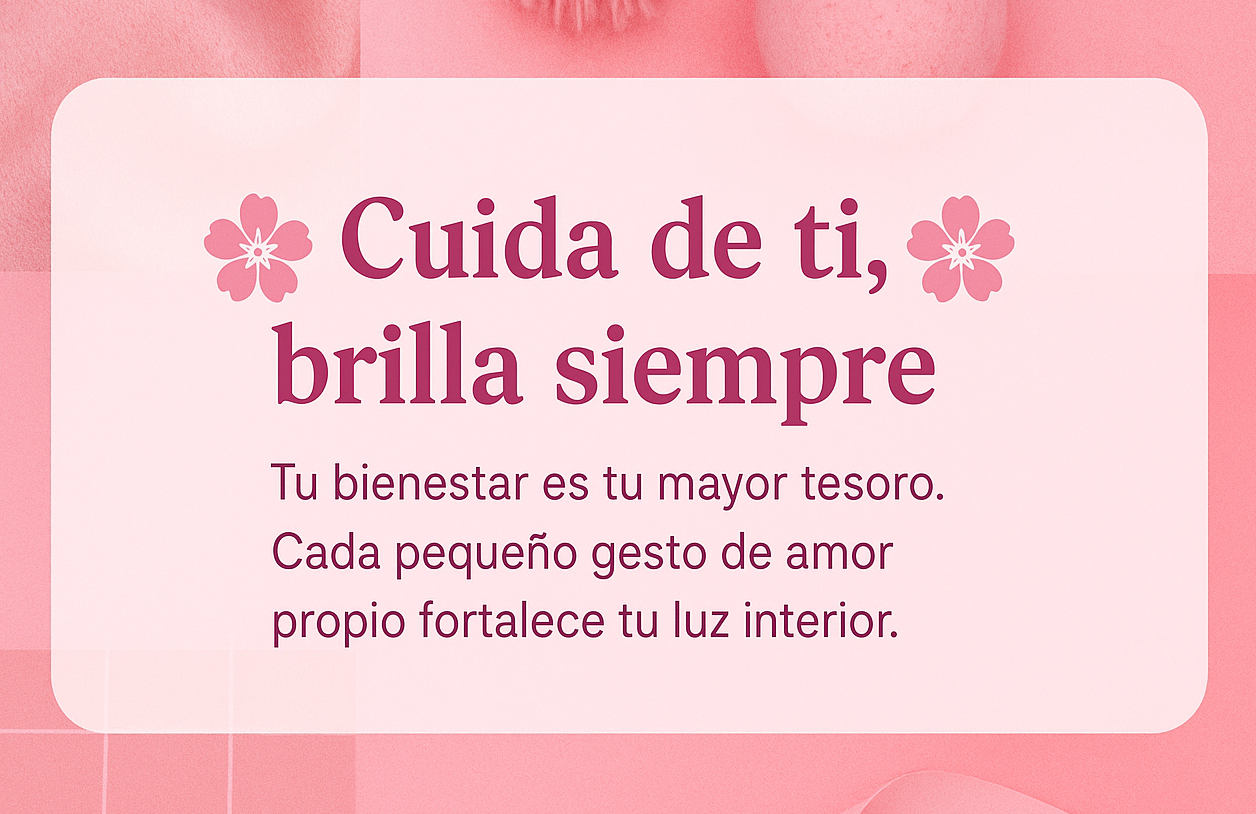 Cuida de ti,
brilla siempre
Tu bienestar es tu mayor tesoro.
Cada pequeño gesto de amor
propio fortalece tu luz interior.